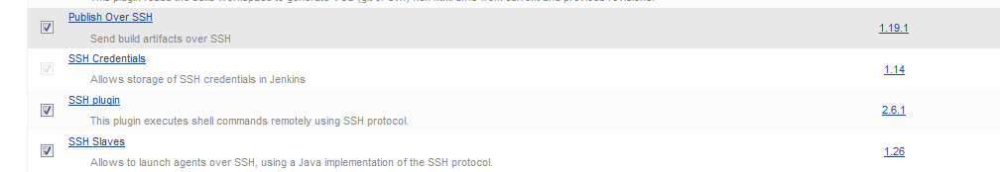 Publish Over SSH
1.19.1
Send build artifacts over SSH
SSH Credentials
1.14
Allows storage of SSH credentials in Jenkins
SSH plugin
2.6.1
This plugin executes shell commands remotely using SSH protocol.
SSH Slaves
1.26
Allows to launch agents over SSH, using a Java implementation of the SSH protocol.